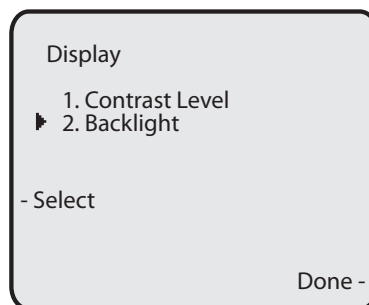 Display
1. Contrast Level
2. Backlight
- Select
Done -